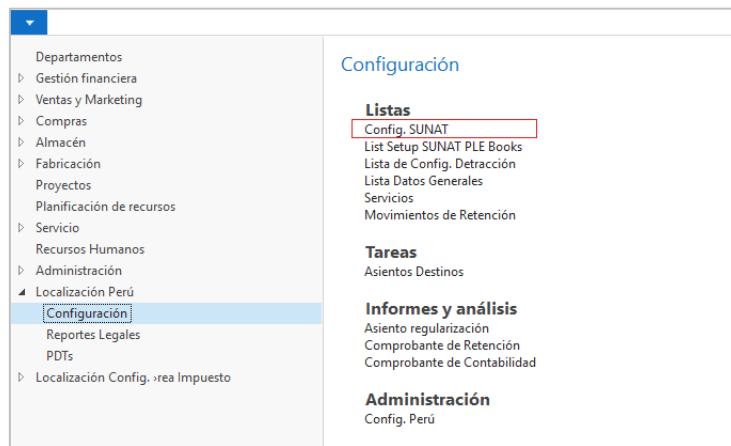 Departamentos
Gestión financiera
Ventas y Marketing
Compras
Almacén
Fabricación
Proyectos
Planificación de recursos
Servicio
Recursos Humanos
Administración
Localización Perú
Configuración
Reportes Legales
PDTs
Localización Config. ›rea Impuesto
Configuración
Listas
Config. SUNAT
List Setup SUNAT PLE Books
Lista de Config. Detracción
Lista Datos Generales
Servicios
Movimientos de Retención
Tareas
Asientos Destinos
Informes y análisis
Asiento regularización
Comprobante de Retención
Comprobante de Contabilidad
Administración
Config. Perú